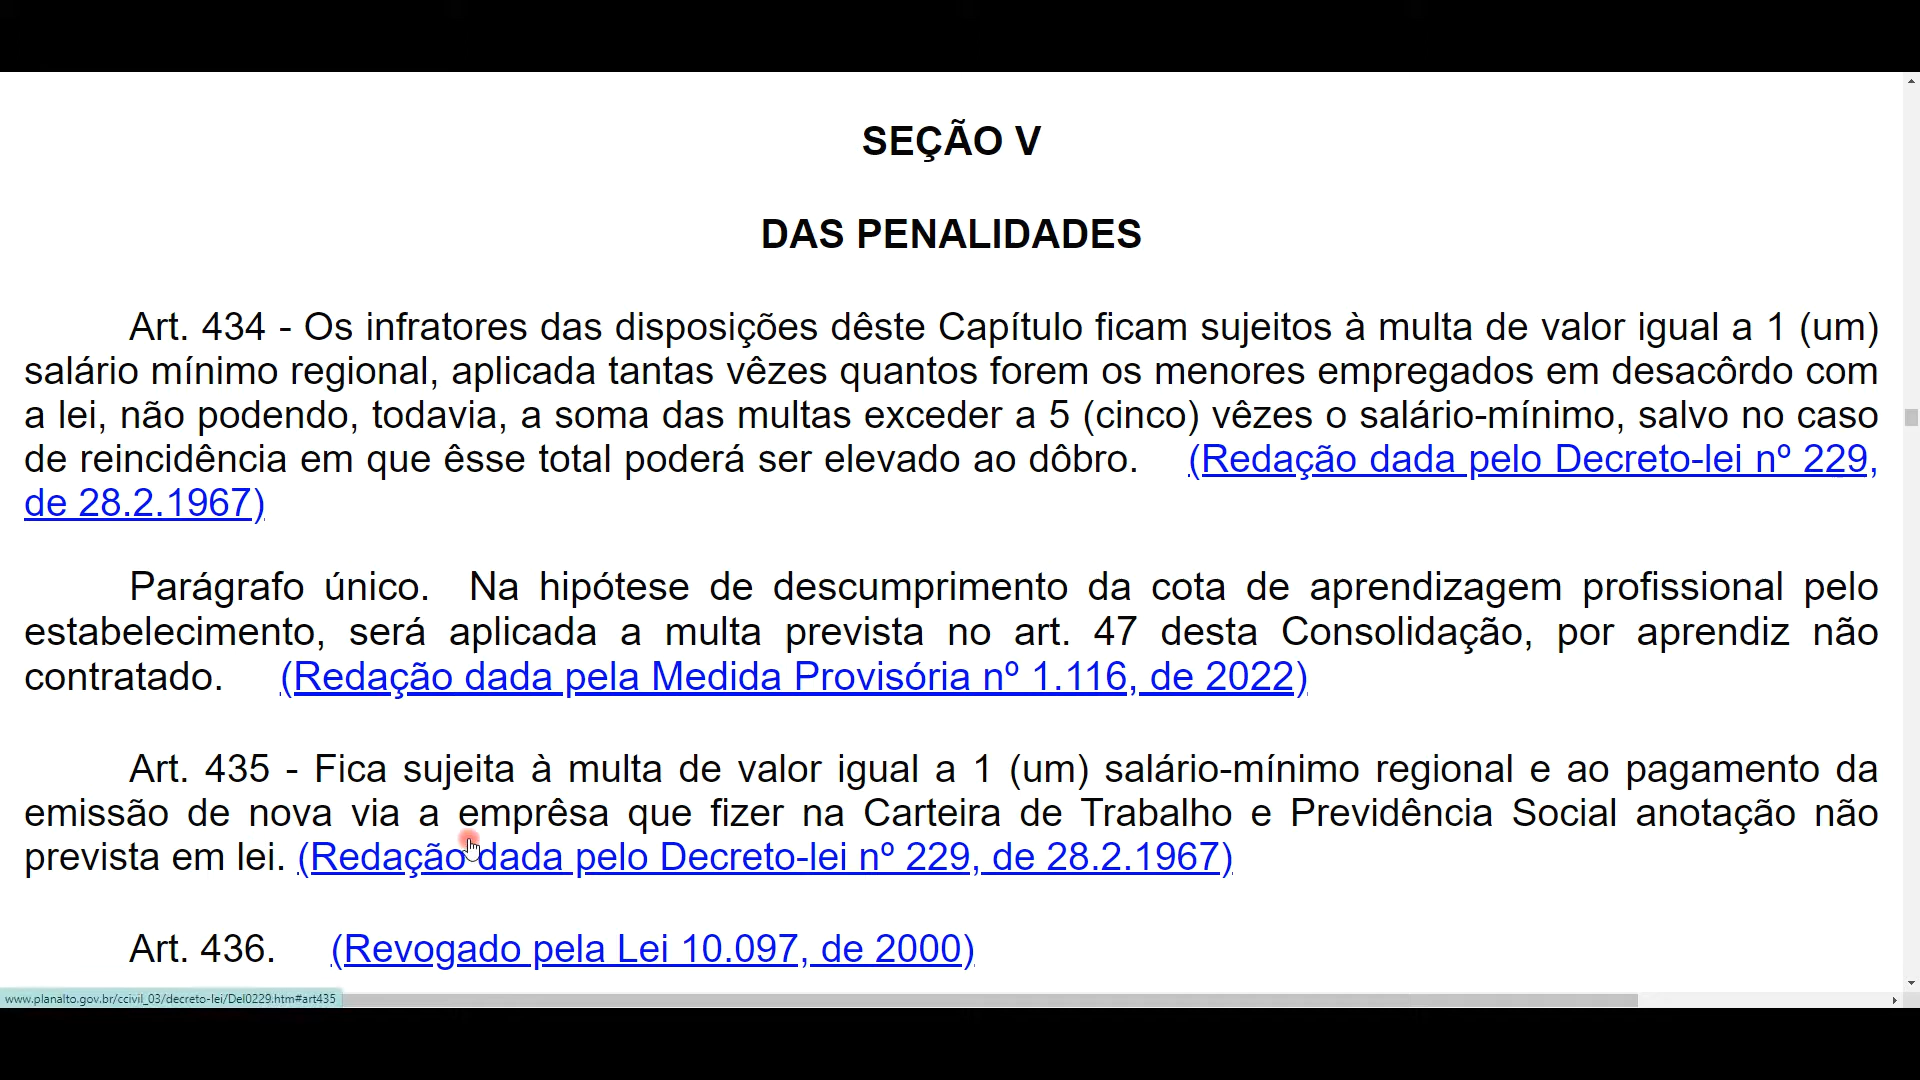 SEÇÃO V
DAS PENALIDADES
Art. 434 - Os infratores das disposições dêste Capítulo ficam sujeitos à multa de valor igual a 1 (um)
salário mínimo regional, aplicada tantas vêzes quantos forem os menores empregados em desacôrdo com
a lei, não podendo, todavia, a soma das multas exceder a 5 (cinco) vêzes o salário-mínimo, salvo no caso
de reincidência em que êsse total poderá ser elevado ao dôbro. (Redação dada pelo Decreto-lei nº 229,
de 28.2.1967)
Parágrafo único. Na hipótese de descumprimento da cota de aprendizagem profissional pelo
estabelecimento, será aplicada a multa prevista no art. 47 desta Consolidação, por aprendiz não
contratado. (Redação dada pela Medida Provisória nº 1.116, de 2022)
Art. 435 - Fica sujeita à multa de valor igual a 1 (um) salário-mínimo regional e ao pagamento da
emissão de nova via a emprêsa que fizer na Carteira de Trabalho e Previdência Social anotação não
prevista em lei. (Redação dada pelo Decreto-lei nº 229, de 28.2.1967)
Art. 436. (Revogado pela Lei 10.097, de 2000)
www.planalto.gov.br/ccivil_03/decreto-lei/Del0229.htm#art435